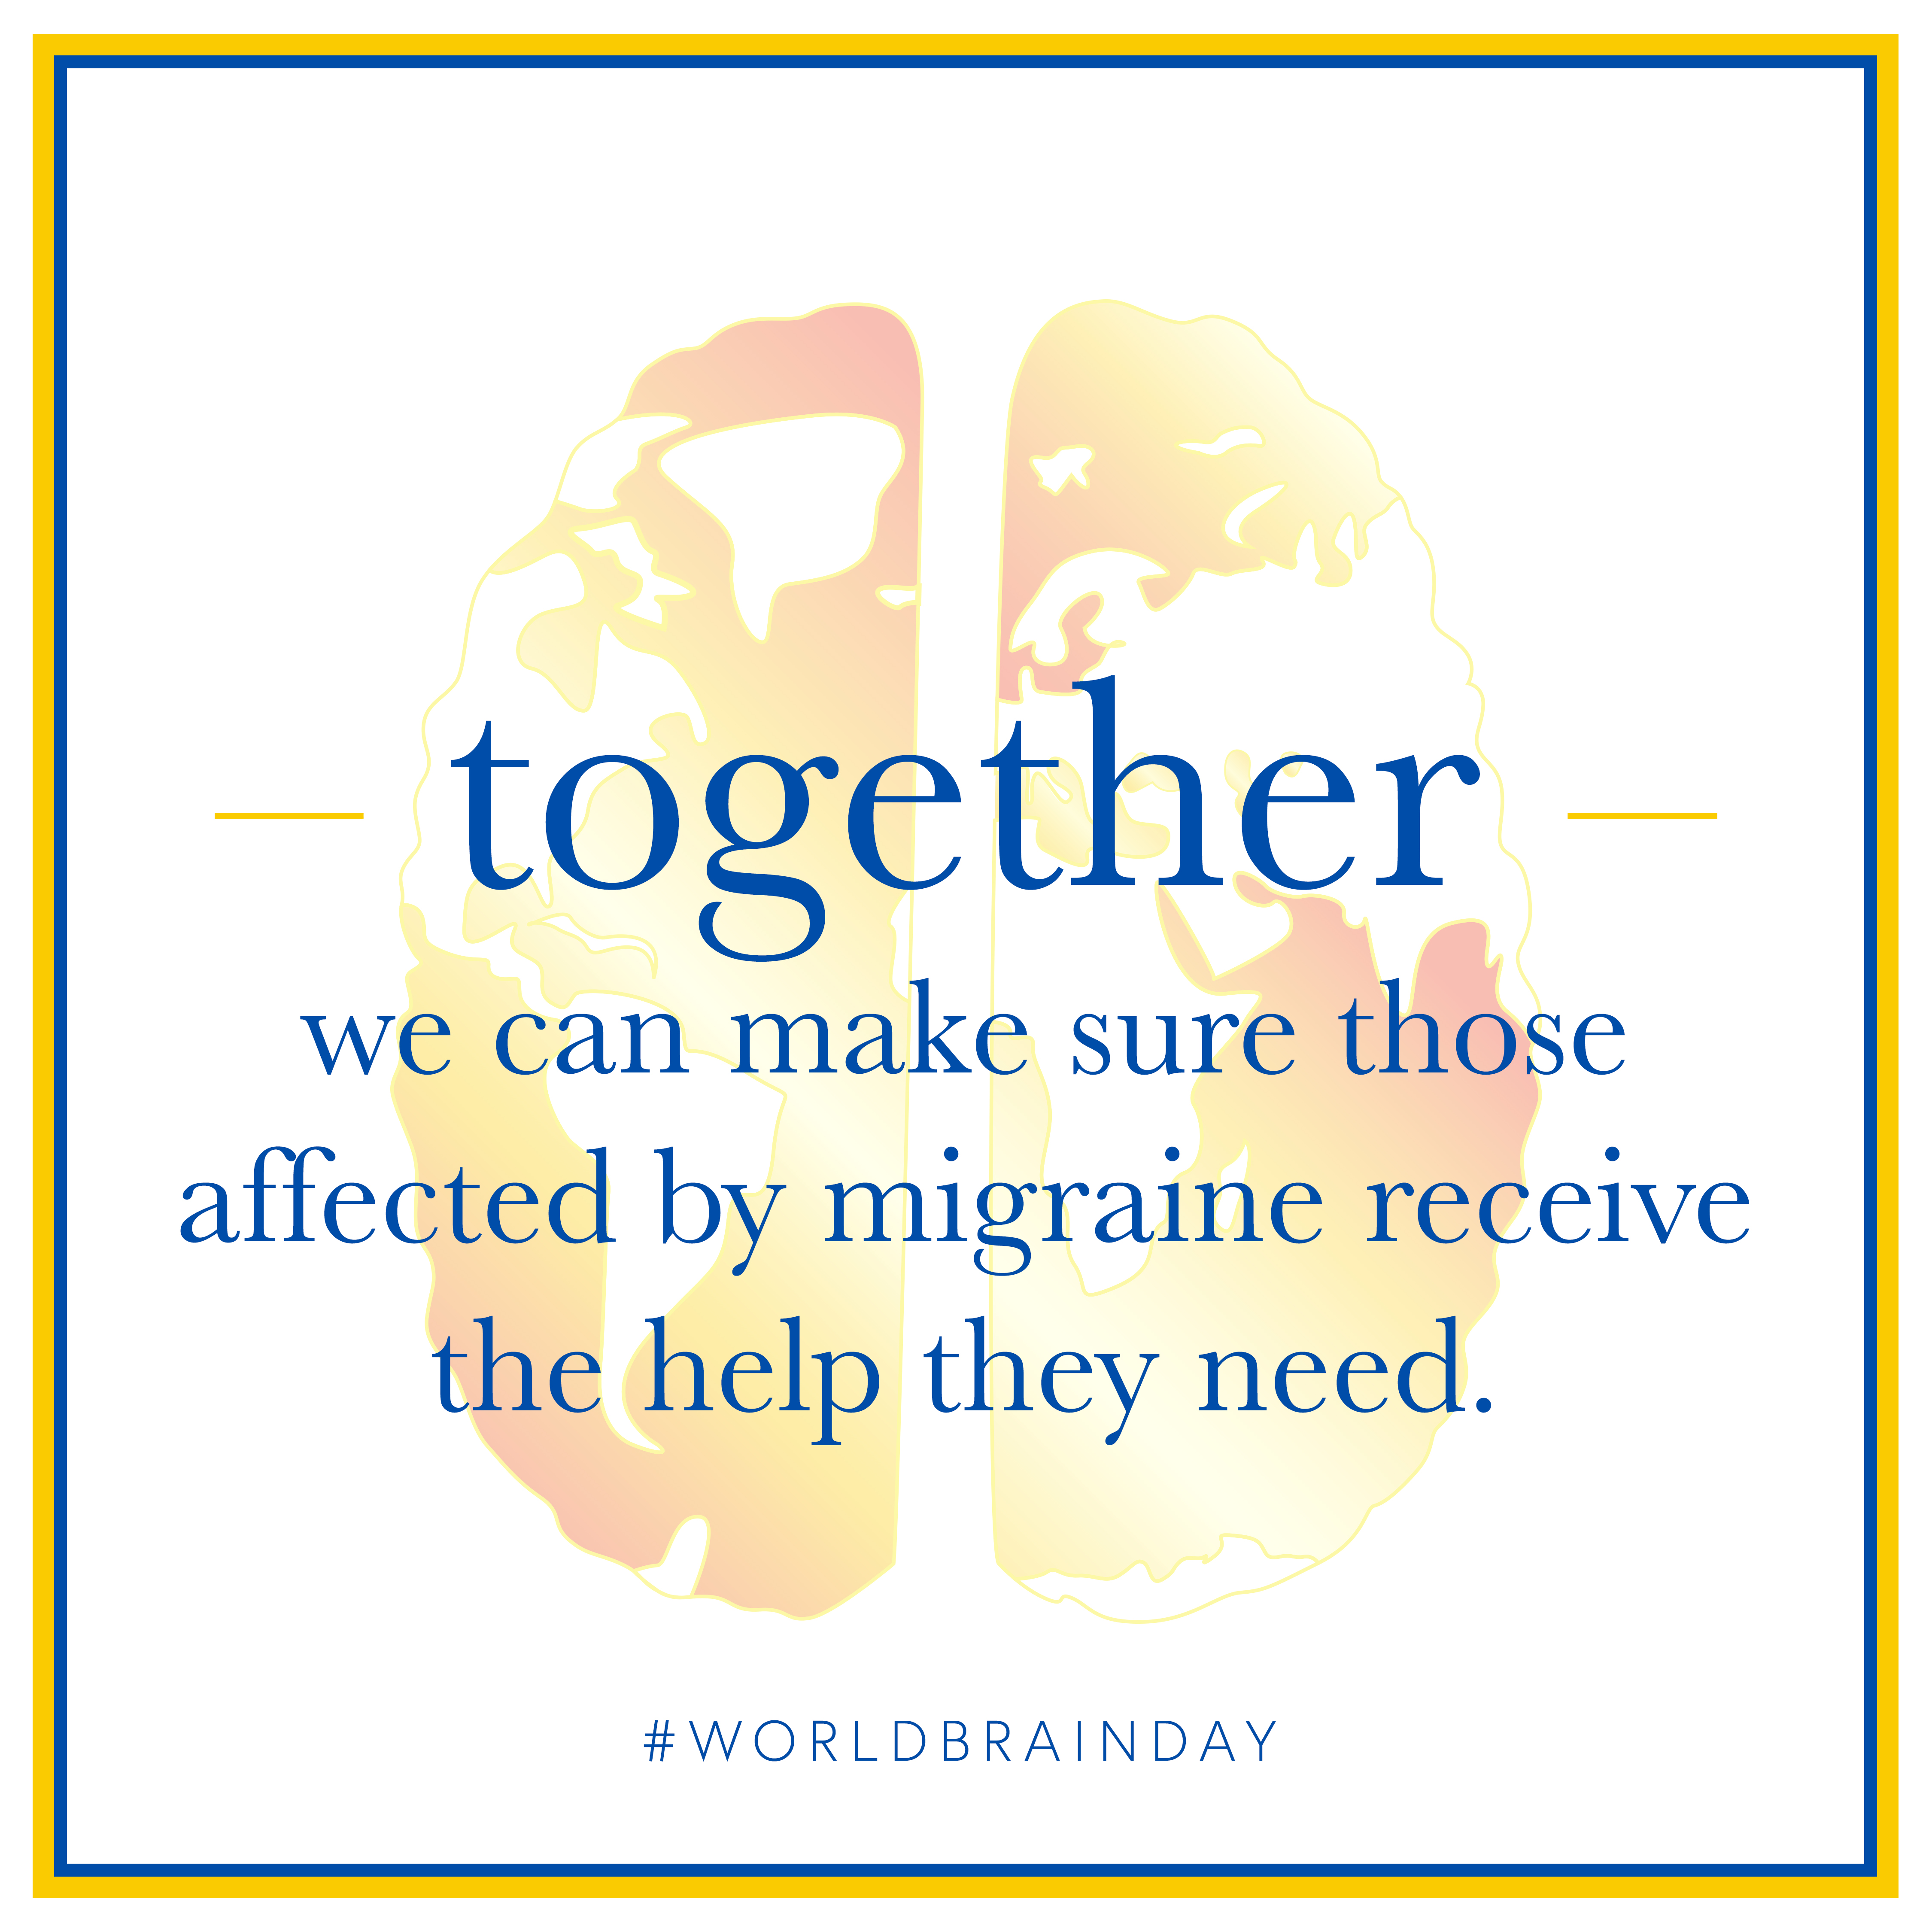 together
we can make sure those
affected by migraine receive
the help they need.
#WORLDBRAINDAY